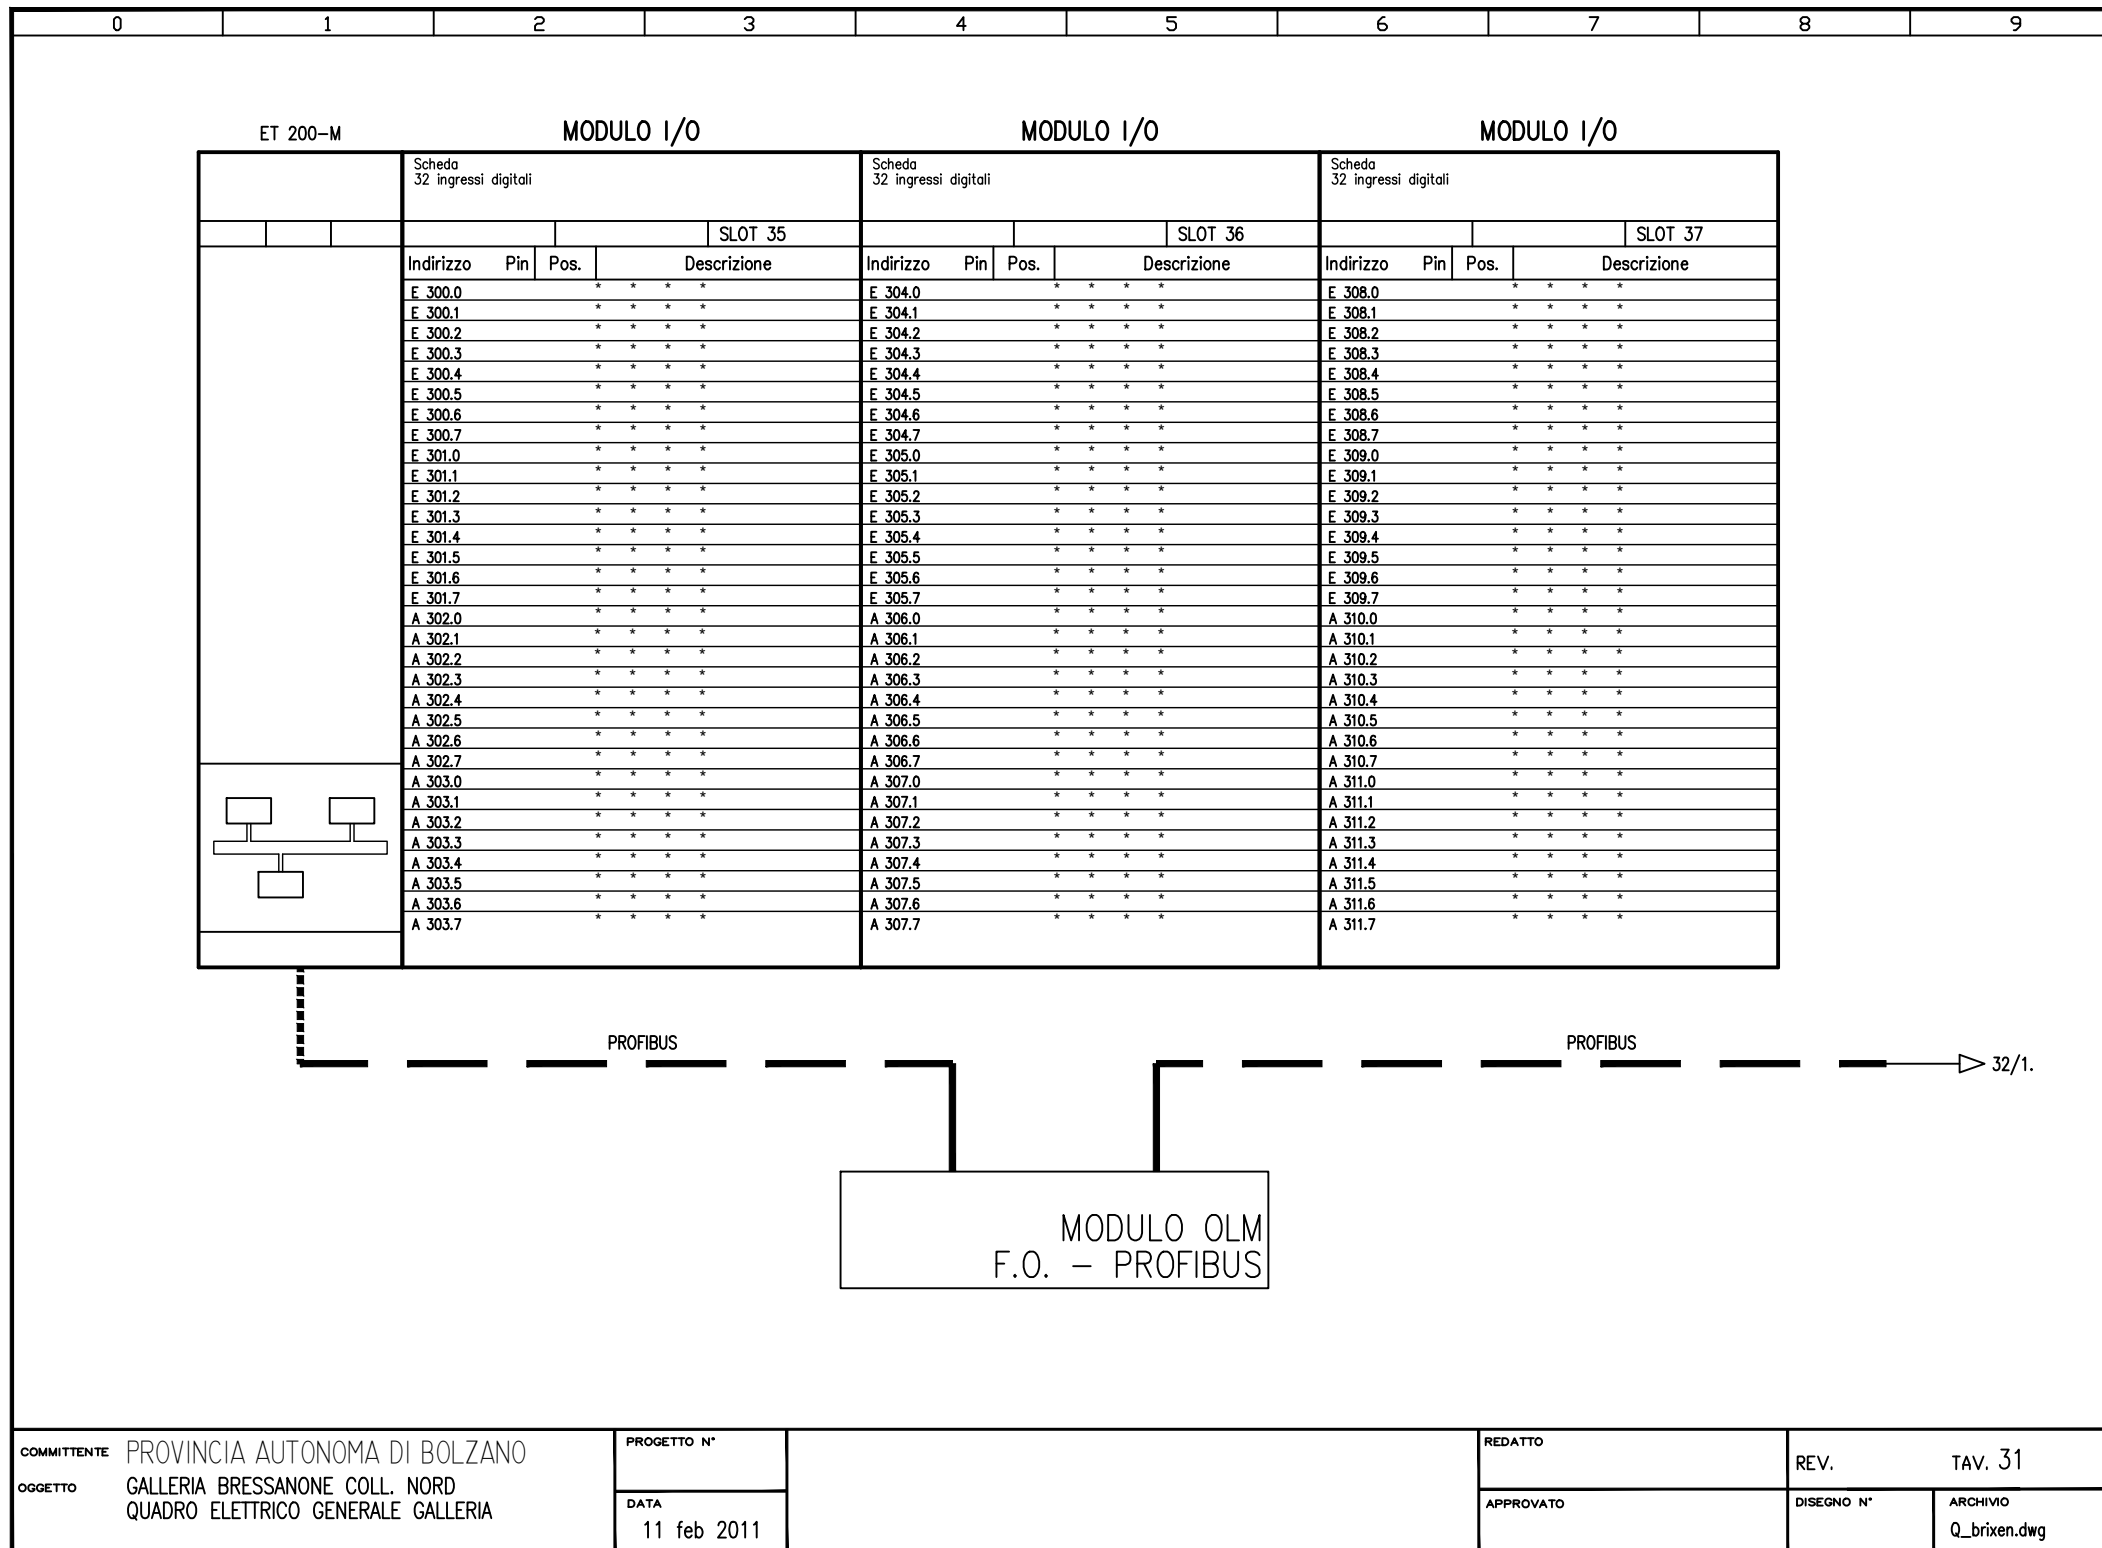 0 1 2 3 4 5 6 7 8 9
ET 200-M MODULO I/O MODULO I/O MODULO I/O
Scheda Scheda Scheda
32 ingressi digitali 32 ingressi digitali 32 ingressi digitali
SLOT 35 SLOT 36 SLOT 37
Indirizzo Pin Pos. Descrizione Indirizzo Pin Pos. Descrizione Indirizzo Pin Pos. Descrizione
E 300.0 * * * * E 304.0 * * * * E 308.0 * * * *
E 300.1 * * * * E 304.1 * * * * E 308.1 * * * *
E 300.2 * * * * E 304.2 * * * * E 308.2 * * * *
E 300.3 * * * * E 304.3 * * * * E 308.3 * * * *
E 300.4 * * * * E 304.4 * * * * E 308.4 * * * *
E 300.5 * * * * E 304.5 * * * * E 308.5 * * * *
E 300.6 * * * * E 304.6 * * * * E 308.6 * * * *
E 300.7 * * * * E 304.7 * * * * E 308.7 * * * *
E 301.0 * * * * E 305.0 * * * * E 309.0 * * * *
E 301.1 * * * * E 305.1 * * * * E 309.1 * * * *
E 301.2 * * * * E 305.2 * * * * E 309.2 * * * *
E 301.3 * * * * E 305.3 * * * * E 309.3 * * * *
E 301.4 * * * * E 305.4 * * * * E 309.4 * * * *
E 301.5 * * * * E 305.5 * * * * E 309.5 * * * *
E 301.6 * * * * E 305.6 * * * * E 309.6 * * * *
E 301.7 * * * * E 305.7 * * * * E 309.7 * * * *
A 302.0 * * * * A 306.0 * * * * A 310.0 * * * *
A 302.1 * * * * A 306.1 * * * * A 310.1 * * * *
A 302.2 * * * * A 306.2 * * * * A 310.2 * * * *
A 302.3 * * * * A 306.3 * * * * A 310.3 * * * *
A 302.4 * * * * A 306.4 * * * * A 310.4 * * * *
A 302.5 * * * * A 306.5 * * * * A 310.5 * * * *
A 302.6 * * * * A 306.6 * * * * A 310.6 * * * *
A 302.7 * * * * A 306.7 * * * * A 310.7 * * * *
A 303.0 * * * * A 307.0 * * * * A 311.0 * * * *
A 303.1 * * * * A 307.1 * * * * A 311.1 * * * *
A 303.2 * * * * A 307.2 * * * * A 311.2 * * * *
A 303.3 * * * * A 307.3 * * * * A 311.3 * * * *
A 303.4 * * * * A 307.4 * * * * A 311.4 * * * *
A 303.5 * * * * A 307.5 * * * * A 311.5 * * * *
A 303.6 * * * * A 307.6 * * * * A 311.6 * * * *
A 303.7 * * * * A 307.7 * * * * A 311.7 * * * *
PROFIBUS PROFIBUS
32/1.
MODULO OLM
F.O. - PROFIBUS
COMMITTENTE PROVINCIA AUTONOMA DI BOLZANO
OGGETTO GALLERIA BRESSANONE COLL. NORD
QUADRO ELETTRICO GENERALE GALLERIA
PROGETTO N°
DATA
11 feb 2011
REDATTO
APPROVATO
REV. TAV. 31
DISEGNO N° ARCHIVIO
Q_brixen.dwg